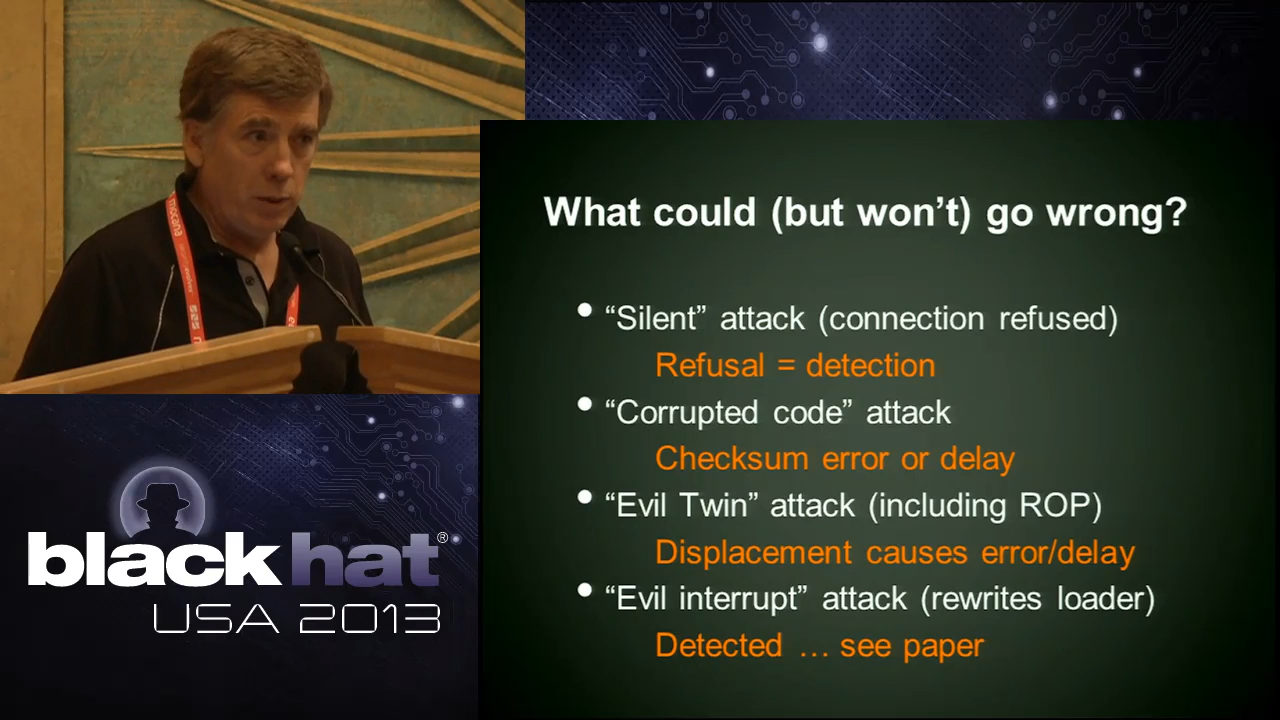 What could (but won’t) go wrong?
• “Silent” attack (connection refused)
Refusal = detection
• “Corrupted code” attack
Checksum error or delay
• “Evil Twin” attack (including ROP)
Displacement causes error/delay
• “Evil interrupt” attack (rewrites loader)
Detected … see paper
mocana
black hat®
USA 2013